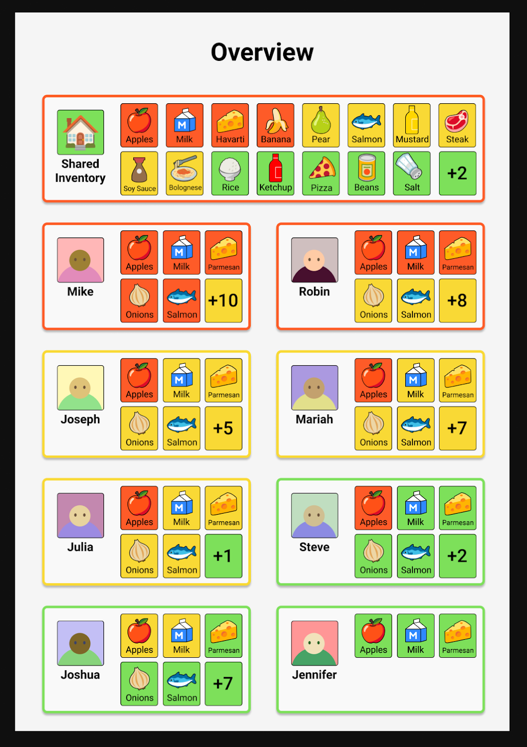 Overview
Shared
Inventory
Apples Milk Havarti Banana Pear Salmon Mustard Steak
Soy Sauce Bolognese Rice Ketchup Pizza Beans Salt +2
Mike
Apples M Milk Parmesan
Onions Salmon +10
Robin
Apples M Milk Parmesan
Onions Salmon +8
Joseph
Apples M Milk Parmesan
Onions Salmon +5
Mariah
Apples M Milk Parmesan
Onions Salmon +7
Julia
Apples M Milk Parmesan
Onions Salmon +1
Steve
Apples M Milk Parmesan
Onions Salmon +2
Joshua
Apples M Milk Parmesan
Onions Salmon +7
Jennifer
Apples M Milk Parmesan